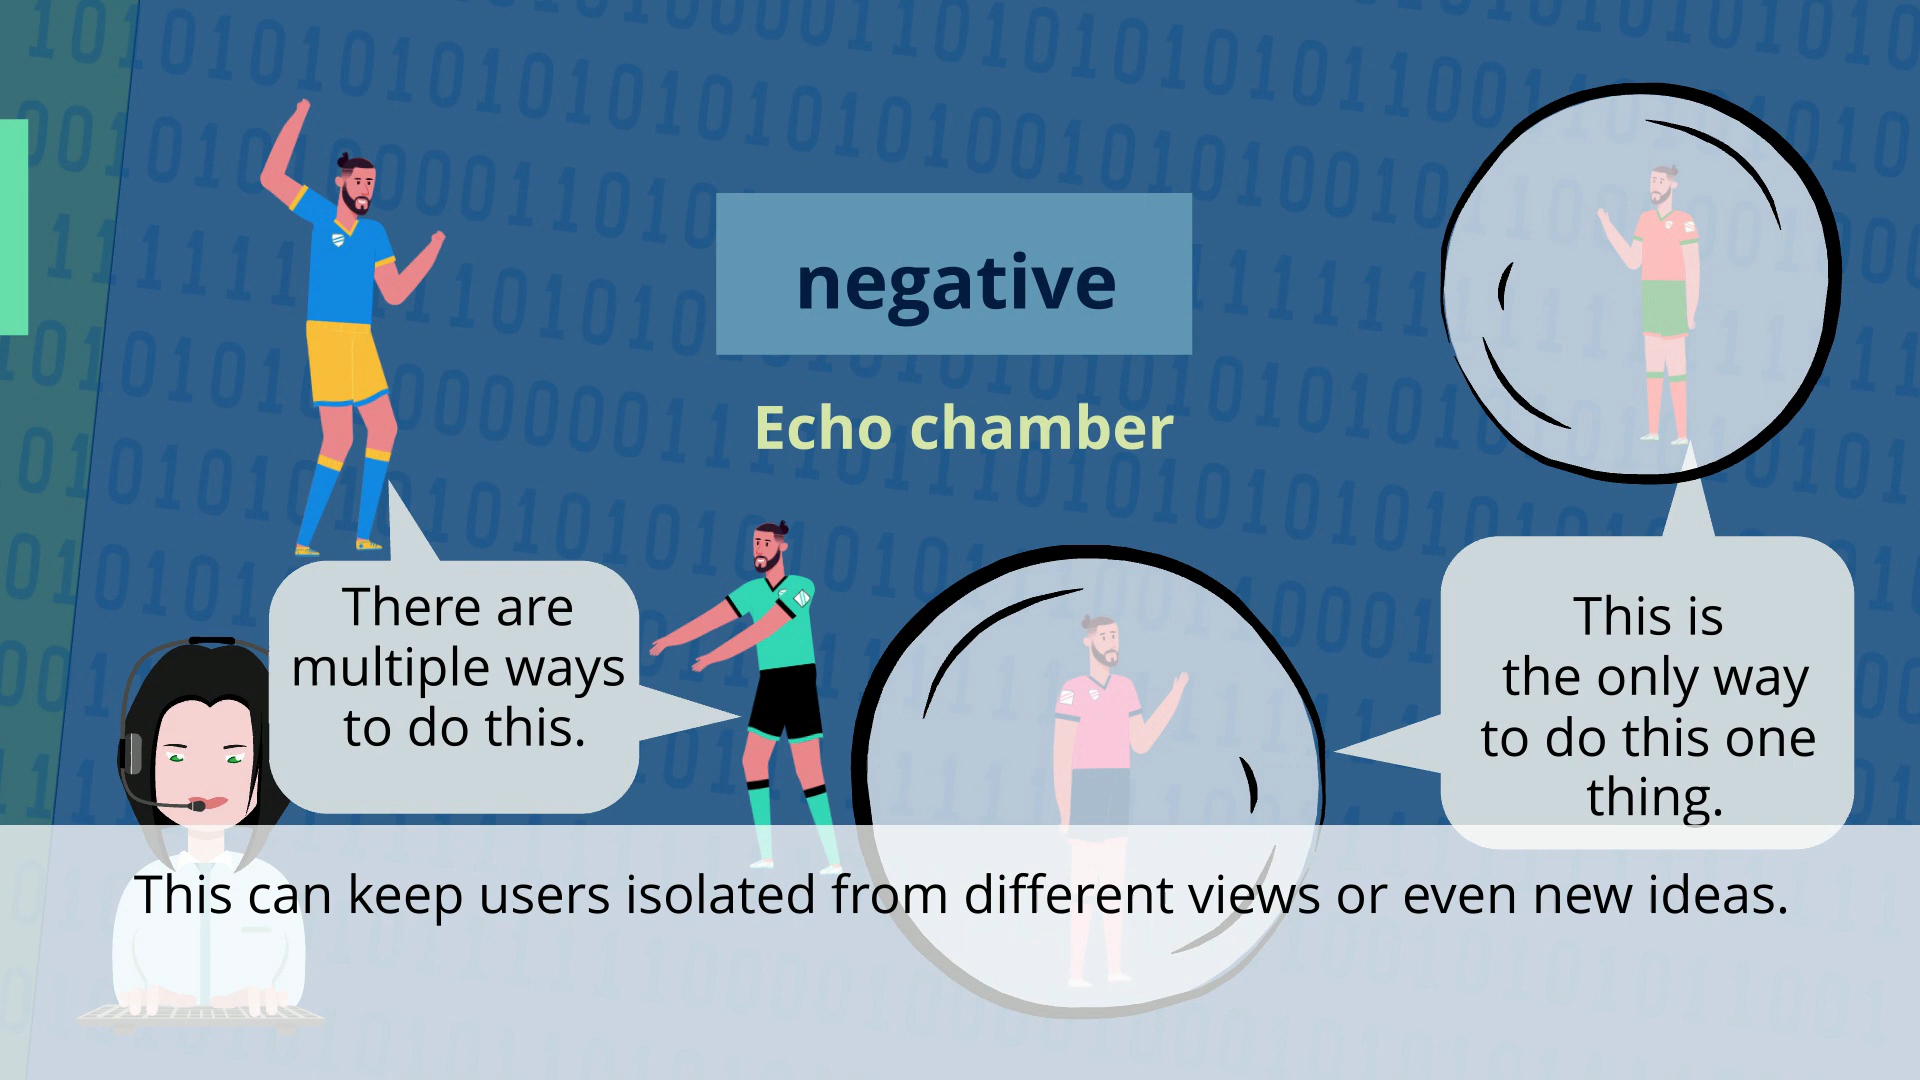 negative
Echo chamber
There are
multiple ways
to do this.
This is
the only way
to do this one
thing.
This can keep users isolated from different views or even new ideas.